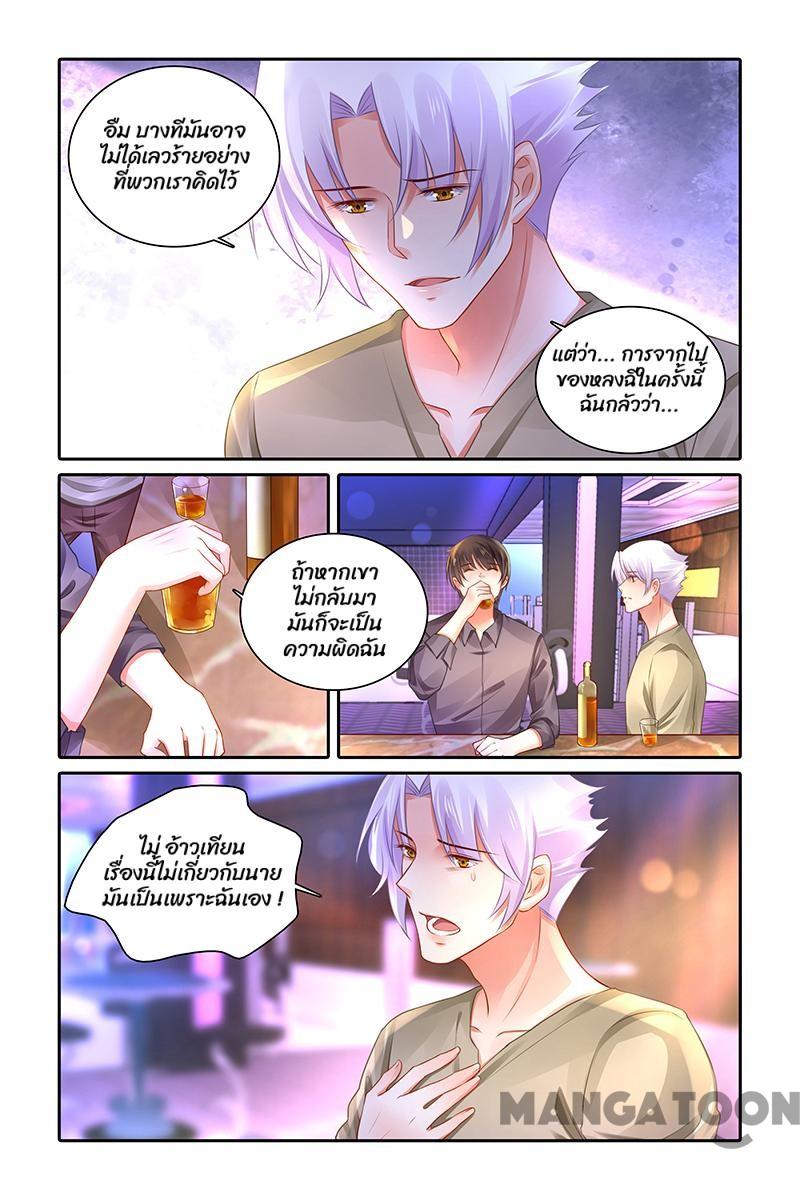 อืม บางทีมันอาจ
ไม่ได้เลวร้ายอย่าง
ที่พวกเราคิดไว้
แต่ว่า... การจากไป
ของหลงฉีในครั้งนี้
ฉันกลัวว่า...
ถ้าหากเขา
ไม่กลับมา
มันก็จะเป็น
ความผิดฉัน
ไม่ อ้าวเทียน
เรื่องนี้ไม่เกี่ยวกับนาย
มันเป็นเพราะฉันเอง !
MANGATOON